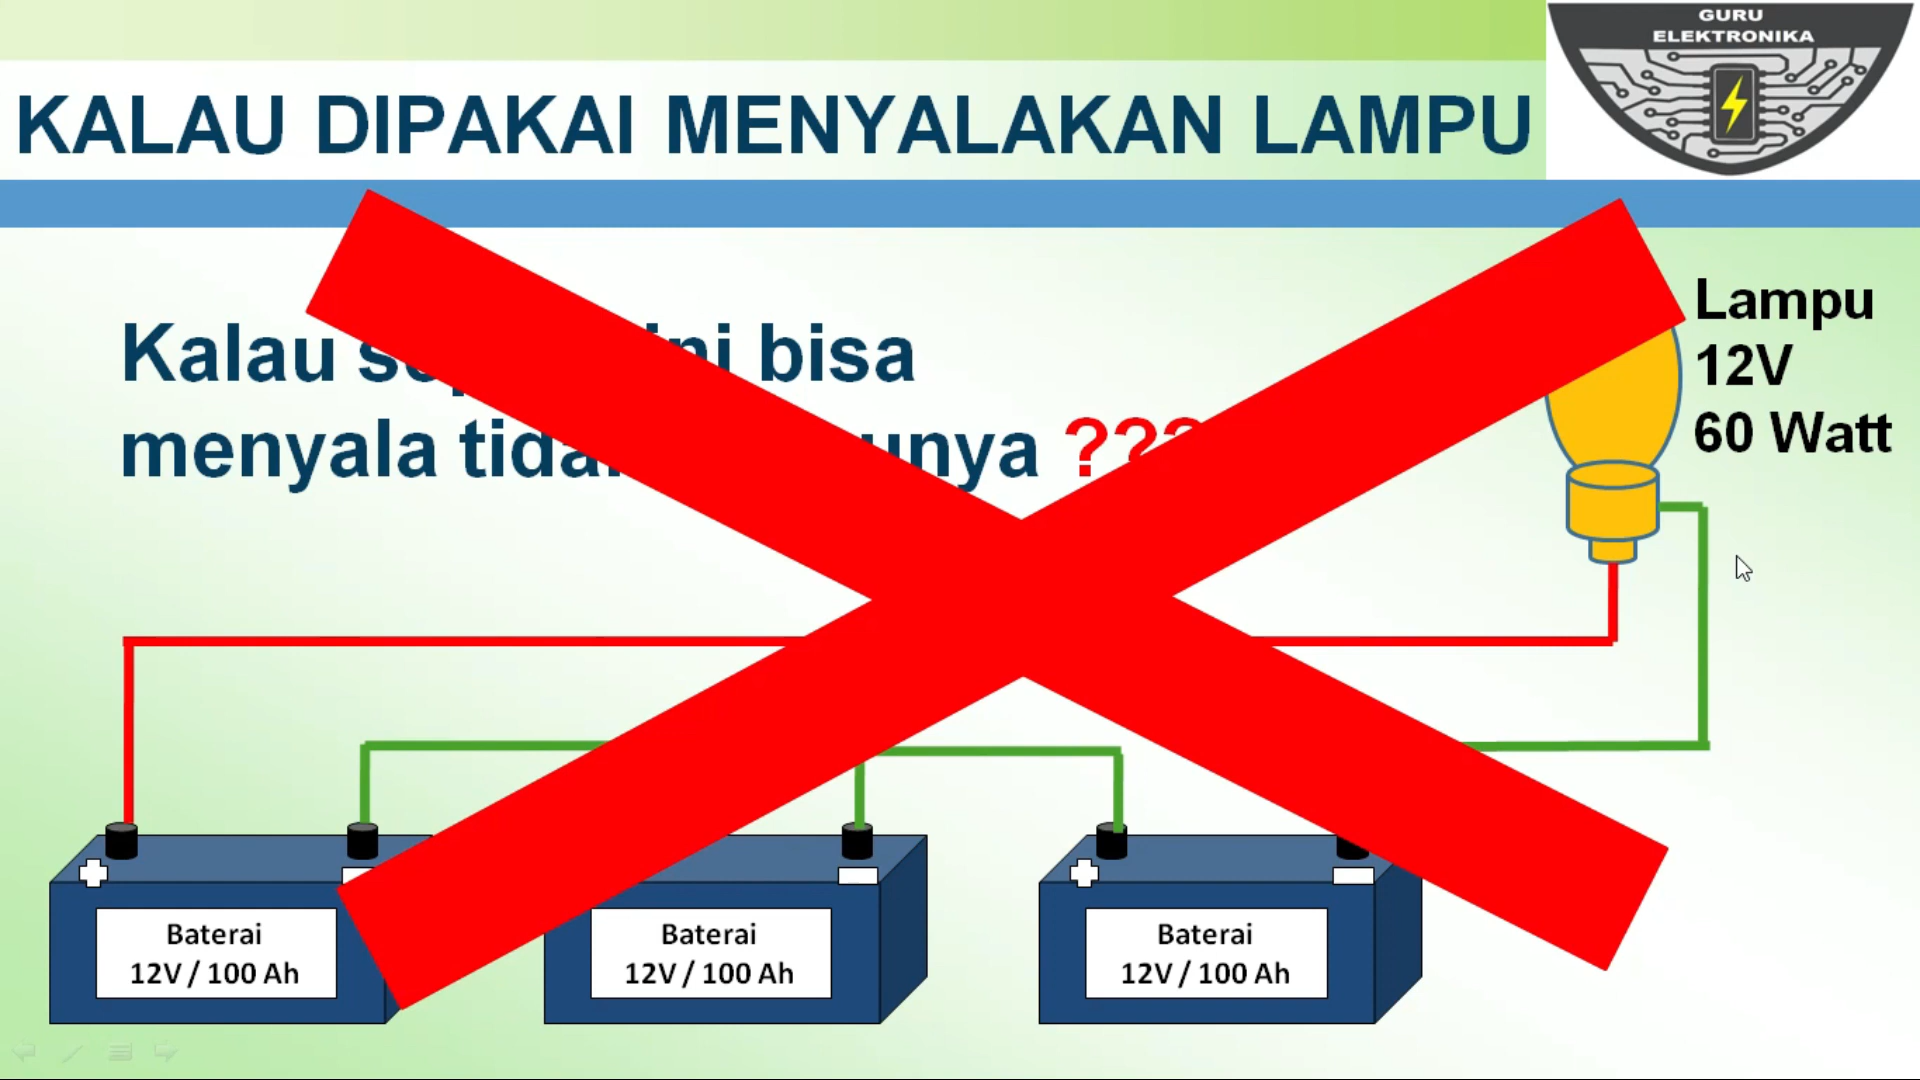 GURU
ELEKTRONIKA
KALAU DIPAKAI MENYALAKAN LAMPU
Kalau bisa
menyala
???
Lampu
12V
60 Watt
Baterai
12V / 100 Ah
Baterai
12V / 100 Ah
Baterai
12V / 100 Ah